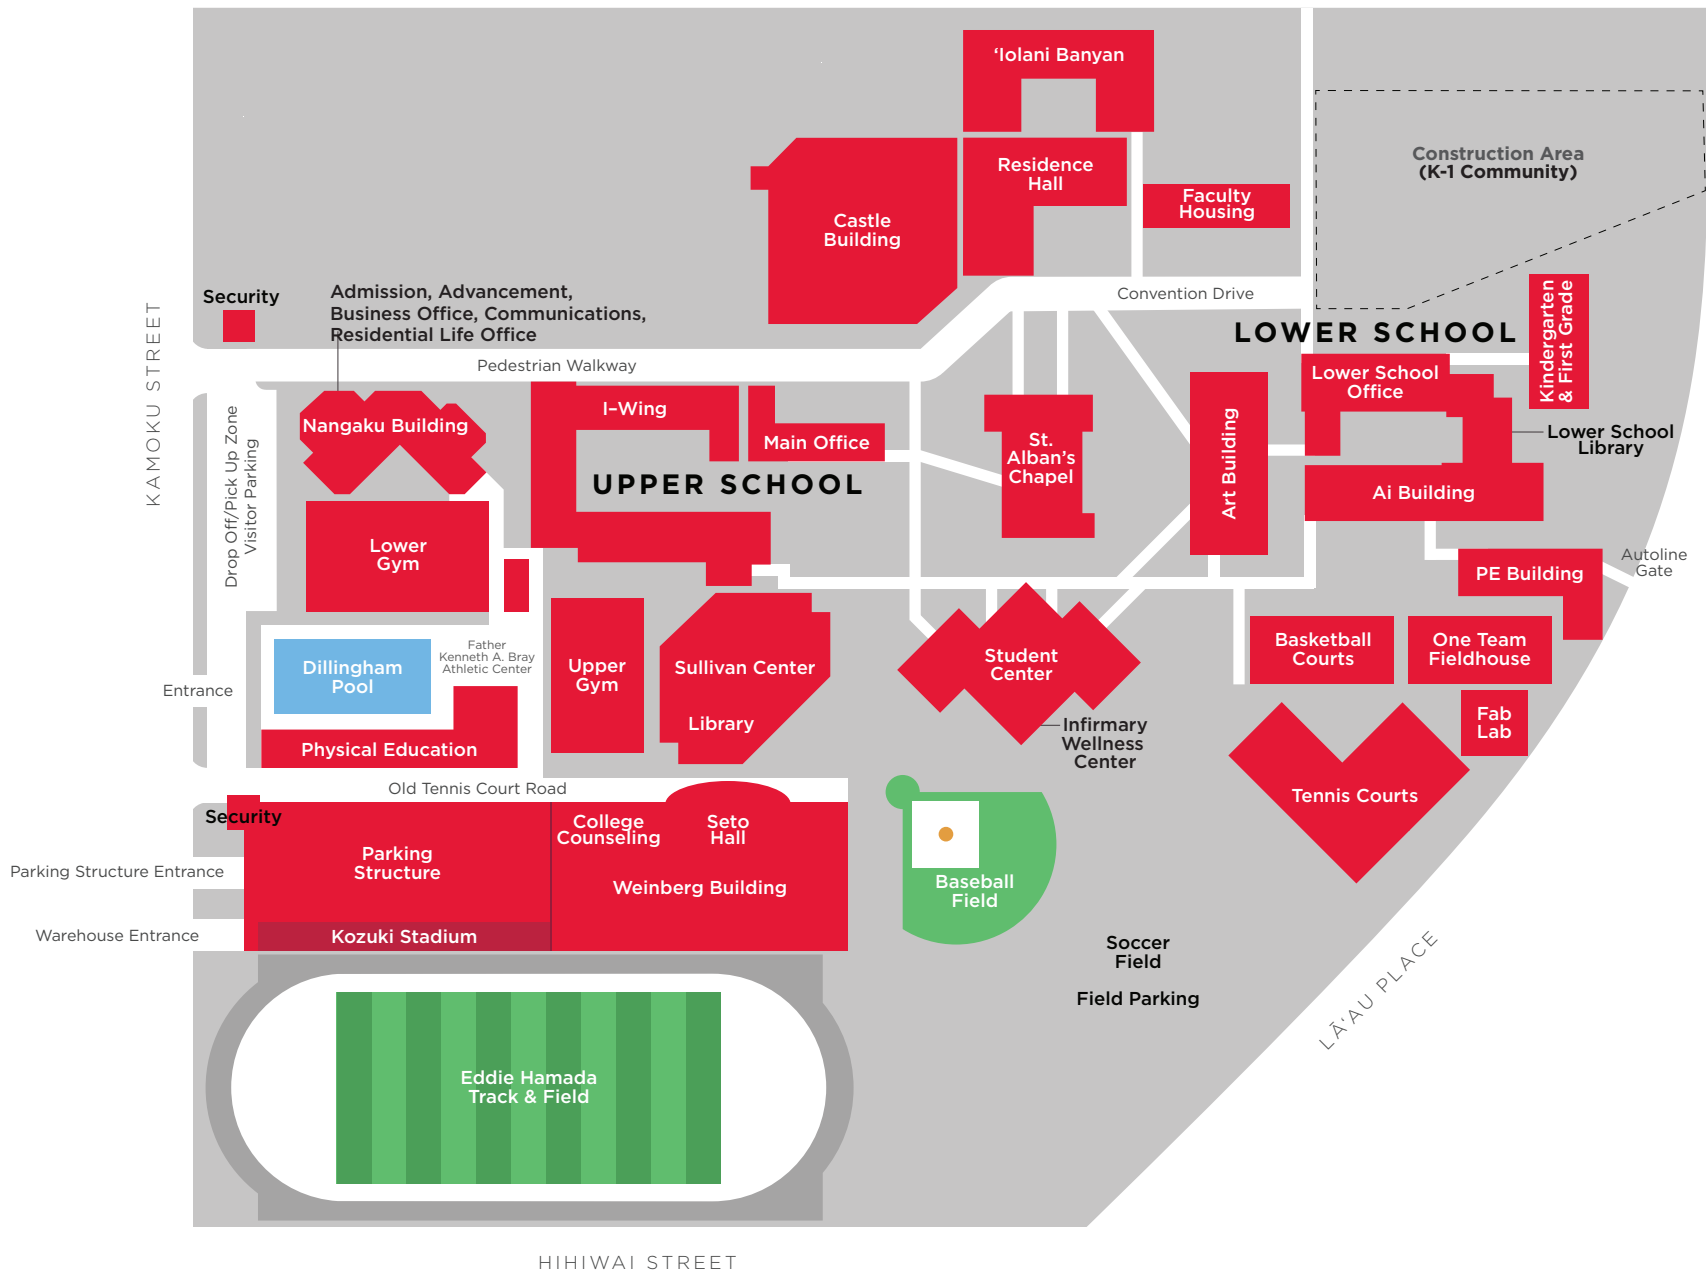 ‘Iolani Banyan
Residence
Hall
Faculty
Housing
Castle
Building
Construction Area
(K-1 Community)
Convention Drive
Security
Admission, Advancement,
Business Office, Communications,
Residential Life Office
KAMOKU STREET
Pedestrian Walkway
LOWER SCHOOL
Kindergarten
& First Grade
Lower School
Office
Lower School
Library
Nangaku Building
I–Wing
Main Office
UPPER SCHOOL
St.
Alban’s
Chapel
Art Building
Ai Building
Drop Off/Pick Up Zone
Visitor Parking
Lower
Gym
PE Building
Autoline
Gate
Father
Kenneth A. Bray
Athletic Center
Dillingham
Pool
Upper
Gym
Sullivan Center
Library
Student
Center
Basketball
Courts
One Team
Fieldhouse
Entrance
Physical Education
Infirmary
Wellness
Center
Fab
Lab
Old Tennis Court Road
Tennis Courts
Security
College
Counseling
Seto
Hall
Parking
Structure
Parking Structure Entrance
Weinberg Building
Baseball
Field
Warehouse Entrance
Kozuki Stadium
Soccer
Field
Field Parking
LĀ‘AU PLACE
Eddie Hamada
Track & Field
HIHIWAI STREET